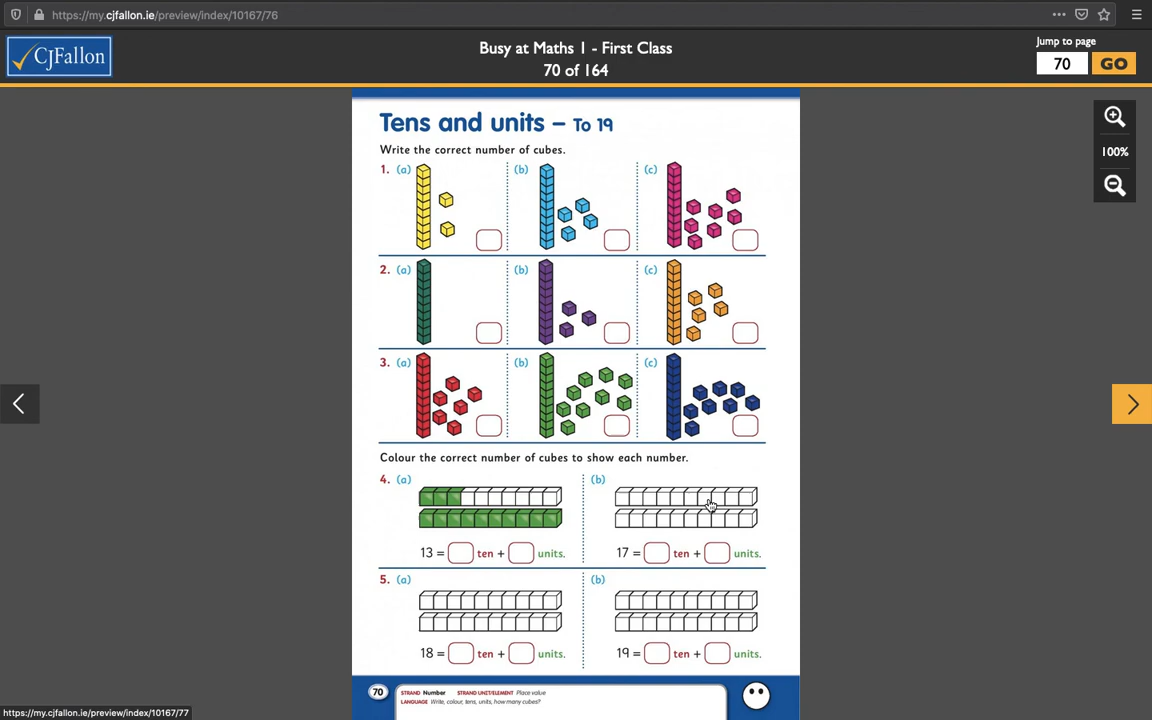 https://my.cjfallon.ie/preview/index/10167/76
CJFallon
Busy at Maths 1 - First Class
70 of 164
Jump to page
70 GO
100%
Tens and units – To 19
Write the correct number of cubes.
1. (a) (b) (c)
2. (a) (b) (c)
3. (a) (b) (c)
Colour the correct number of cubes to show each number.
4. (a) (b)
13 = ten + units. 17 = ten + units.
5. (a) (b)
18 = ten + units. 19 = ten + units.
70 STRAND Number STRAND UNIT/ELEMENT Place value
LANGUAGE Write, colour, tens, units, how many cubes?
https://my.cjfallon.ie/preview/index/10167/77